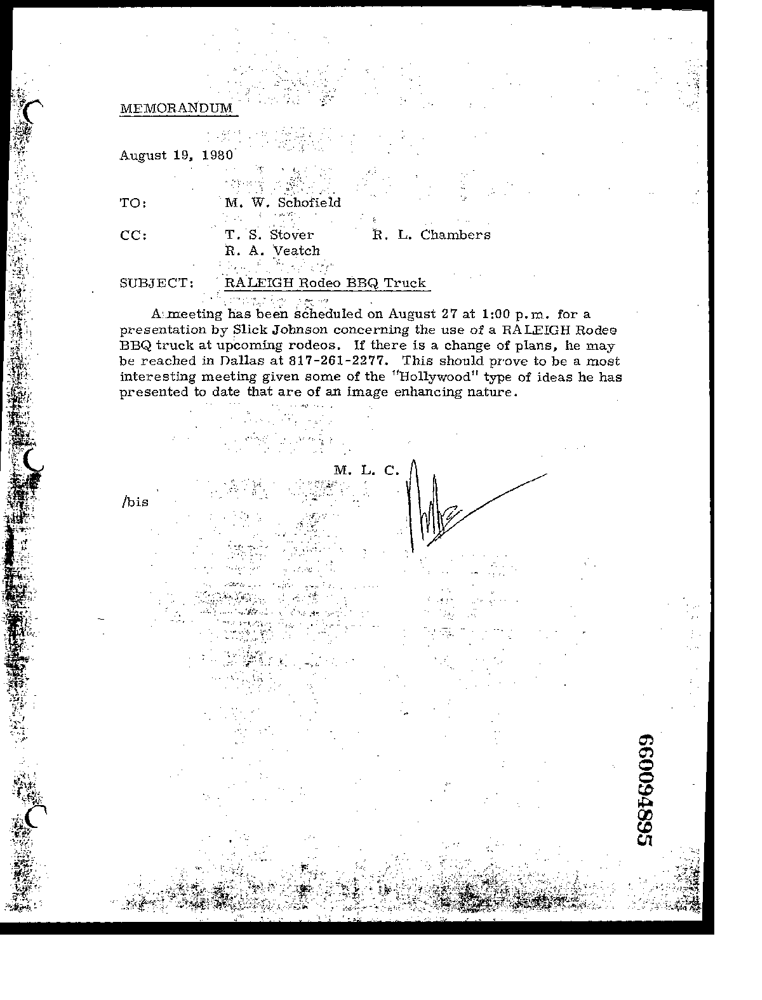 MEMORANDUM
August 19, 1980
TO: M. W. Schofield
CC: T. S. Stover R. L. Chambers
R. A. Veatch
SUBJECT: RALEIGH Rodeo BBQ Truck
A meeting has been scheduled on August 27 at 1:00 p.m. for a
presentation by Slick Johnson concerning the use of a RALEIGH Rodeo
BBQ truck at upcoming rodeos. If there is a change of plans, he may
be reached in Dallas at 817-261-2277. This should prove to be a most
interesting meeting given some of the "Hollywood" type of ideas he has
presented to date that are of an image enhancing nature.
M. L. C.
/bis
660094895